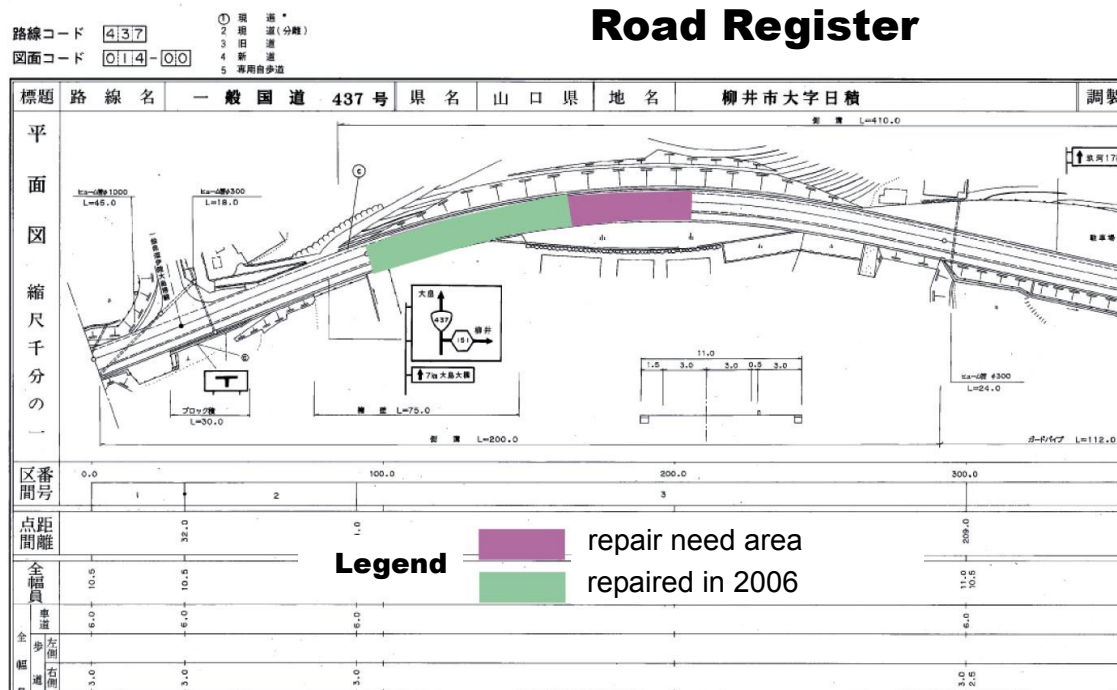 Road Register
路線コード 437
図面コード 014-00
① 現 道 *
2 現 道(分離)
3 旧 道
4 新 道
5 専用自歩道
標題 路線名 一般国道 437号 県名 山口県 地名 柳井市大字日積 調製
平面図 縮尺千分の一
側溝 L=410.0
ヒューム管φ1000
L=45.0
ヒューム管φ300
L=18.0
大島
437
柳井
151
7km 大島大橋
ブロック積
L=30.0
L=75.0
側溝 L=200.0
11.0
1.5 3.0 3.0 0.5 3.0
ヒューム管 φ300
L=24.0
ガードパイプ L=112.0
駐車場
玖珂17
区間番号
0.0 100.0 200.0 300.0
1 2 3
点間距離
32.0
209.0
Legend
repair need area
repaired in 2006
全幅員
10.5 10.5 11.0 10.5
車道
6.0 6.0 6.0 6.0
歩道
左側
右側
3.0 3.0 3.0 3.0 2.5